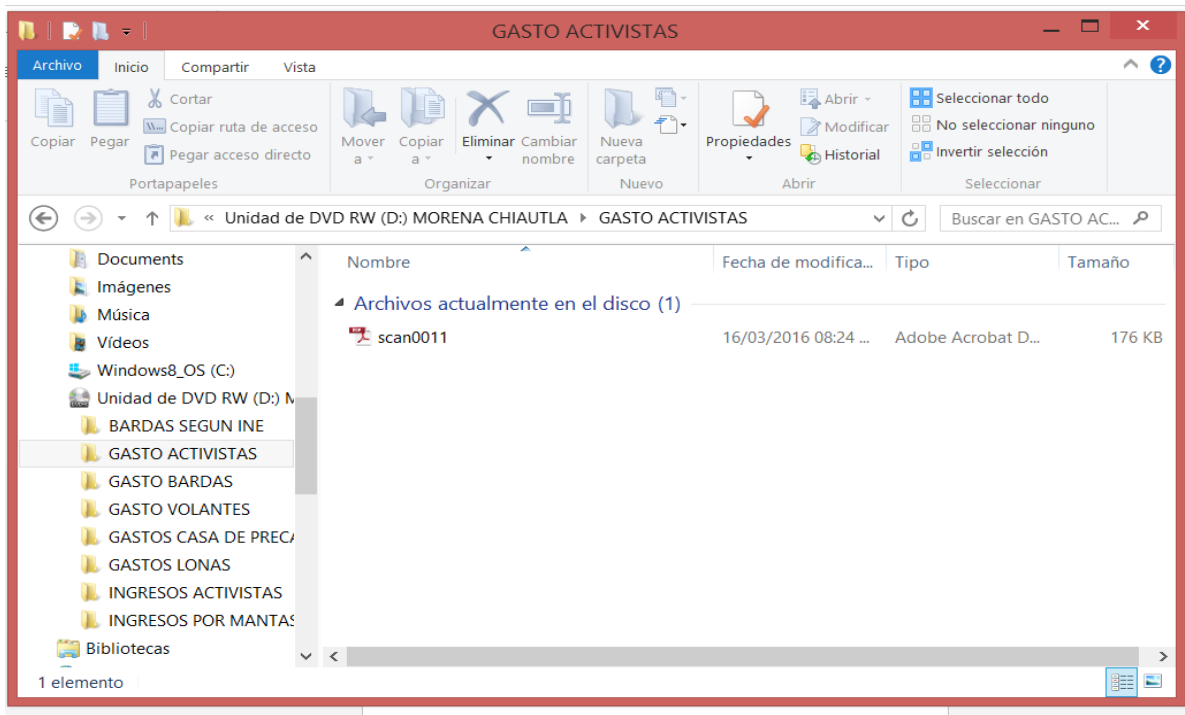 GASTO ACTIVISTAS
Archivo Inicio Compartir Vista
Copiar Pegar Cortar
Copiar ruta de acceso
Pegar acceso directo
Portapapeles
Mover a Copiar a Eliminar Cambiar nombre
Organizar
Nueva carpeta
Nuevo
Propiedades Abrir
Modificar
Historial
Abrir
Seleccionar todo
No seleccionar ninguno
Invertir selección
Seleccionar
« Unidad de DVD RW (D:) MORENA CHIAUTLA GASTO ACTIVISTAS Buscar en GASTO AC...
Documents
Imágenes
Música
Vídeos
Windows8_OS (C:)
Unidad de DVD RW (D:) M
BARDAS SEGUN INE
GASTO ACTIVISTAS
GASTO BARDAS
GASTO VOLANTES
GASTOS CASA DE PRECA
GASTOS LONAS
INGRESOS ACTIVISTAS
INGRESOS POR MANTAS
Bibliotecas
Nombre Fecha de modifica... Tipo Tamaño
Archivos actualmente en el disco (1)
scan0011 16/03/2016 08:24 ... Adobe Acrobat D... 176 KB
1 elemento